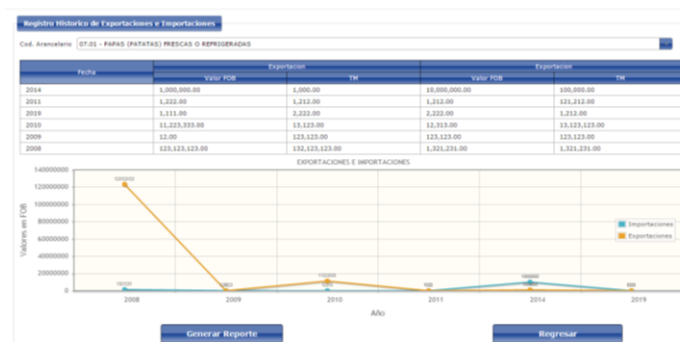 Registro Historico de Exportaciones e Importaciones
Cod. Arancelario 07.01 - PAPAS (PATATAS) FRESCAS O REFRIGERADAS
Fecha Exportacion Exportacion
Valor FOB TM Valor FOB TM
2014 1,000,000.00 1,000.00 10,000,000.00 100,000.00
2011 1,222.00 1,212.00 1,212.00 121,212.00
2019 1,111.00 2,222.00 2,222.00 1,212.00
2010 11,223,333.00 13,123.00 12,313.00 13,123,123.00
2009 12.00 123,123.00 123,123.00 123,123.00
2008 123,123,123.00 132,123,123.00 1,321,231.00 1,321,231.00
EXPORTACIONES E IMPORTACIONES
140000000
120000000
100000000
80000000
60000000
40000000
20000000
0
Valores en FOB
Importaciones
Exportaciones
2008 2009 2010 2011 2014 2019
Año
Generar Reporte Regresar